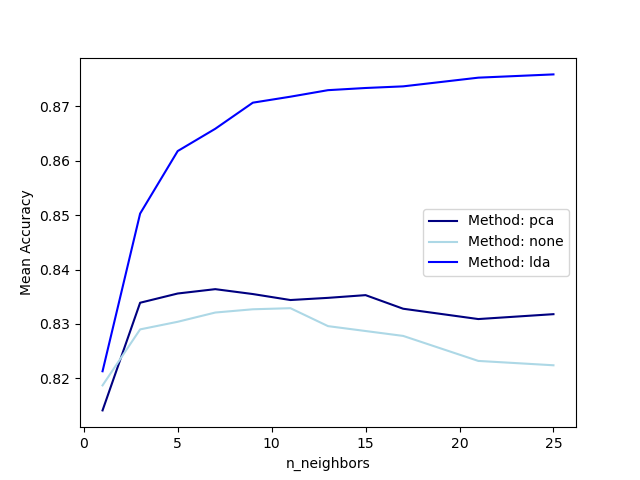 0.87
0.86
0.85
0.84
0.83
0.82
Mean Accuracy
Method: pca
Method: none
Method: lda
0 5 10 15 20 25
n_neighbors